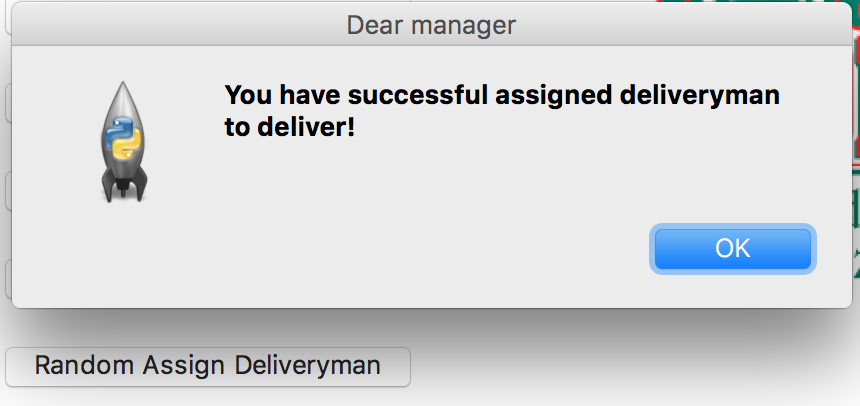 Dear manager
You have successful assigned deliveryman
to deliver!
OK
Random Assign Deliveryman